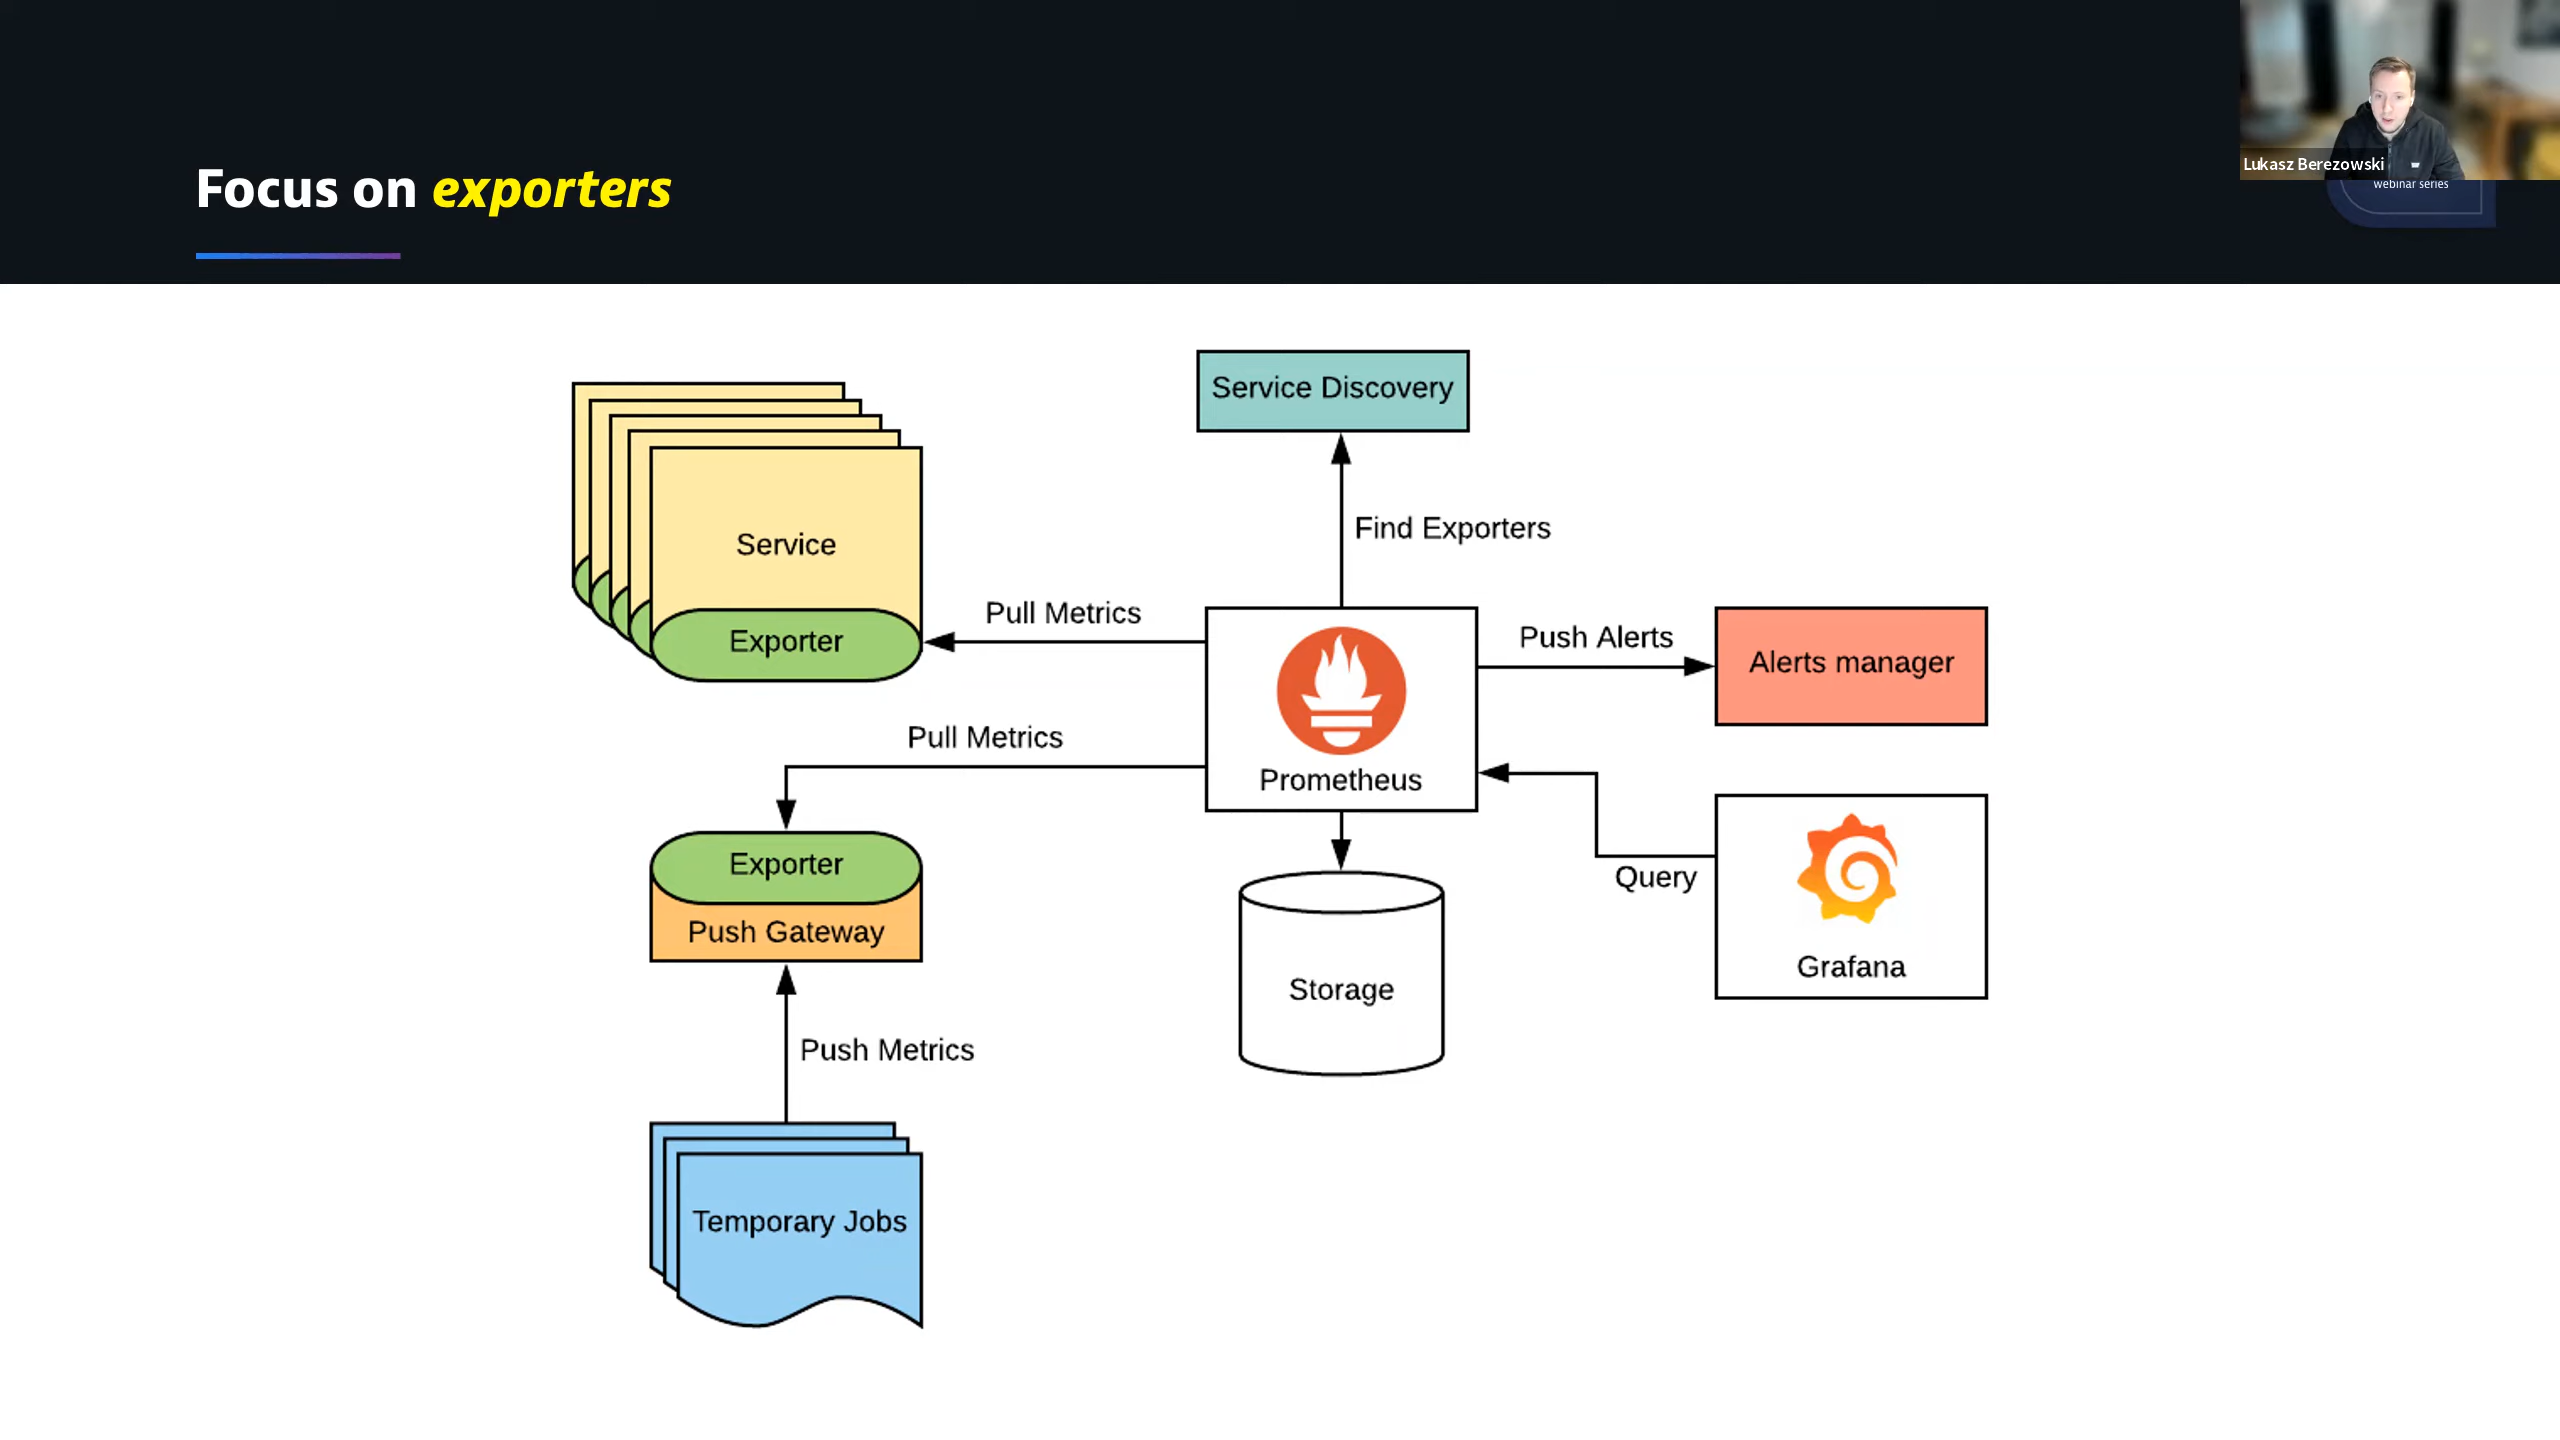 Lukasz Berezowski
webinar series
Focus on exporters
Service Discovery
Find Exporters
Service
Exporter
Pull Metrics
Push Alerts
Alerts manager
Prometheus
Pull Metrics
Exporter
Push Gateway
Query
Grafana
Storage
Push Metrics
Temporary Jobs